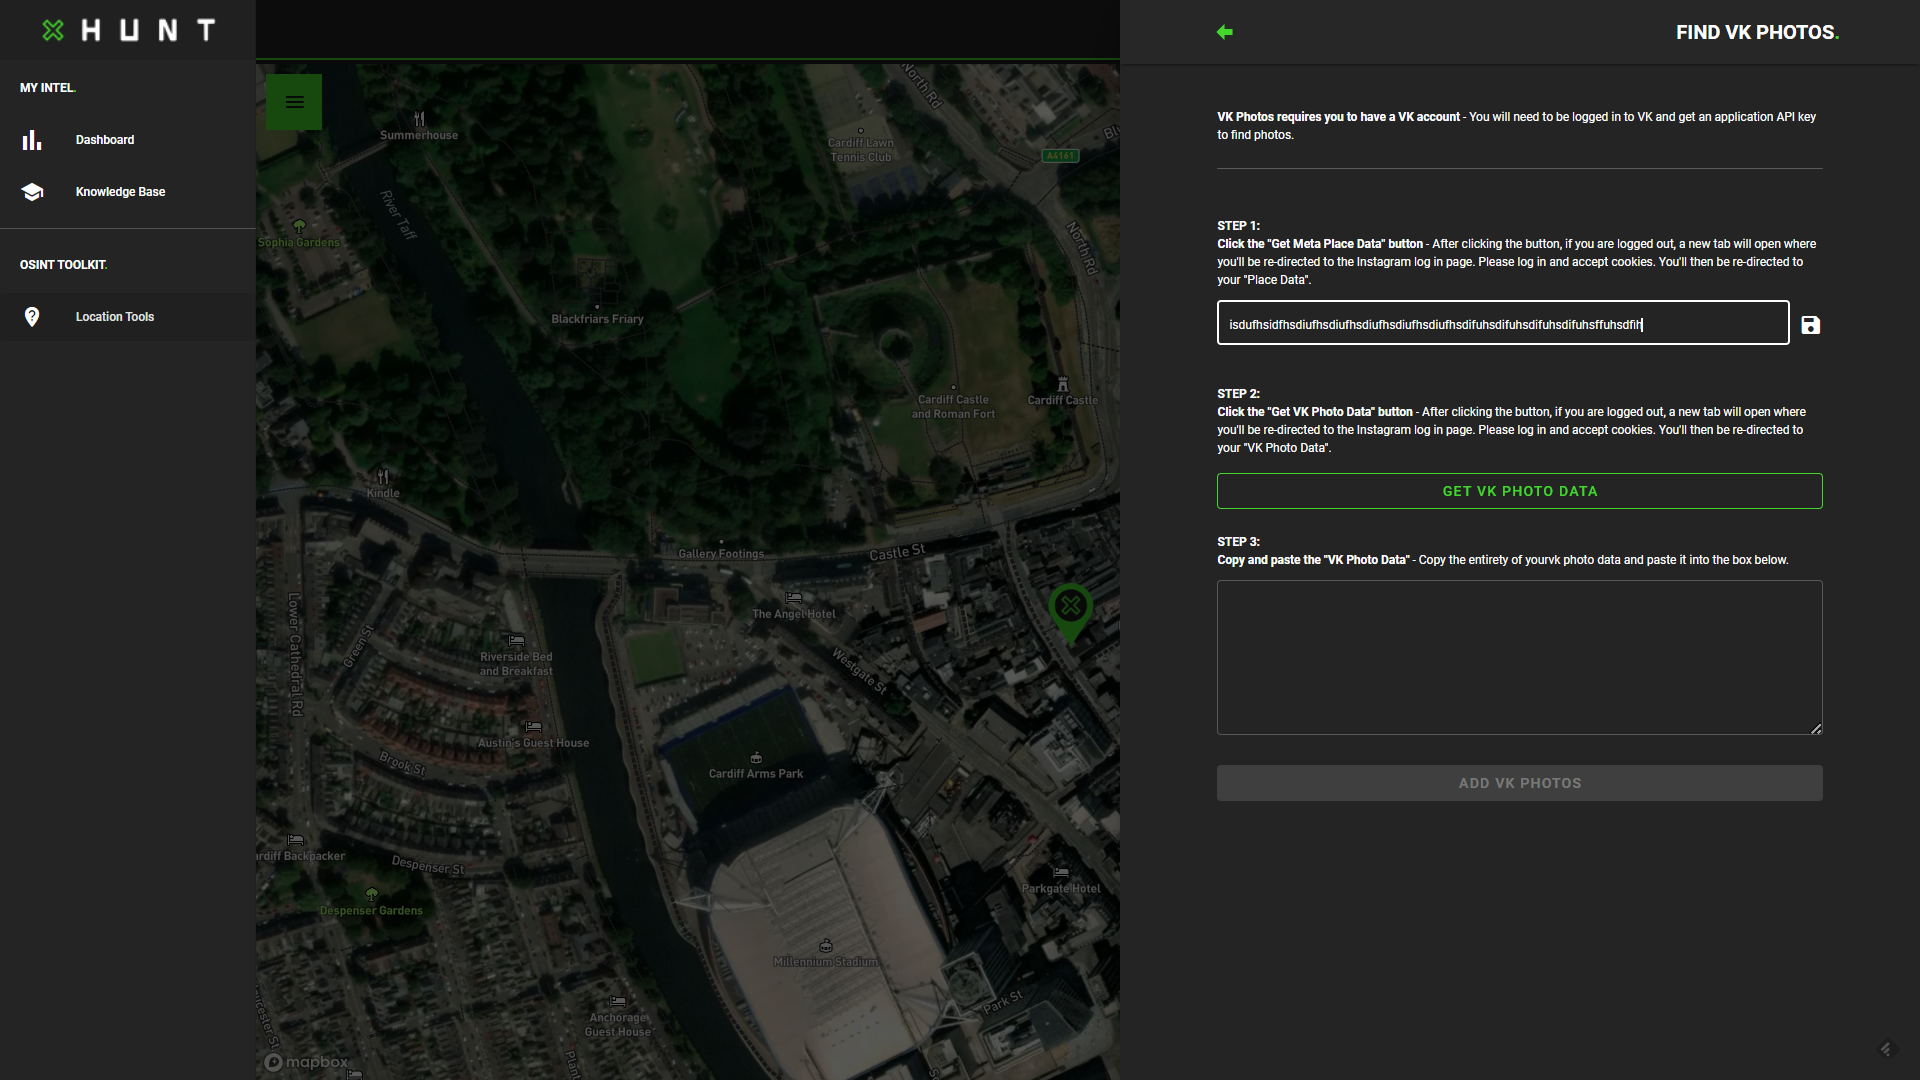 HUNT
MY INTEL.
Dashboard
Knowledge Base
OSINT TOOLKIT.
Location Tools
North Rd
Summerhouse
Cardiff Lawn
Tennis Club
A4161
River Taff
Sophia Gardens
North Rd
Blackfriars Friary
Cardiff Castle
and Roman Fort
Cardiff Castle
Kindle
Gallery Footings
Castle St
The Angel Hotel
Lower Cathedral Rd
Green St
Riverside Bed
and Breakfast
Westgate St
Austin's Guest House
Brook St
Cardiff Arms Park
ardiff Backpacker
Despenser St
Parkgate Hotel
Despenser Gardens
Millennium Stadium
Park St
Anchorage
Guest House
mapbox
FIND VK PHOTOS.
VK Photos requires you to have a VK account - You will need to be logged in to VK and get an application API key
to find photos.
STEP 1:
Click the "Get Meta Place Data" button - After clicking the button, if you are logged out, a new tab will open where
you'll be re-directed to the Instagram log in page. Please log in and accept cookies. You'll then be re-directed to
your "Place Data".
isdufhsidfhsdiufhsdiufhsdiufhsdiufhsdiufhsdifuhsdifuhsdifuhsdifuhsffuhsdfih
STEP 2:
Click the "Get VK Photo Data" button - After clicking the button, if you are logged out, a new tab will open where
you'll be re-directed to the Instagram log in page. Please log in and accept cookies. You'll then be re-directed to
your "VK Photo Data".
GET VK PHOTO DATA
STEP 3:
Copy and paste the "VK Photo Data" - Copy the entirety of yourvk photo data and paste it into the box below.
ADD VK PHOTOS